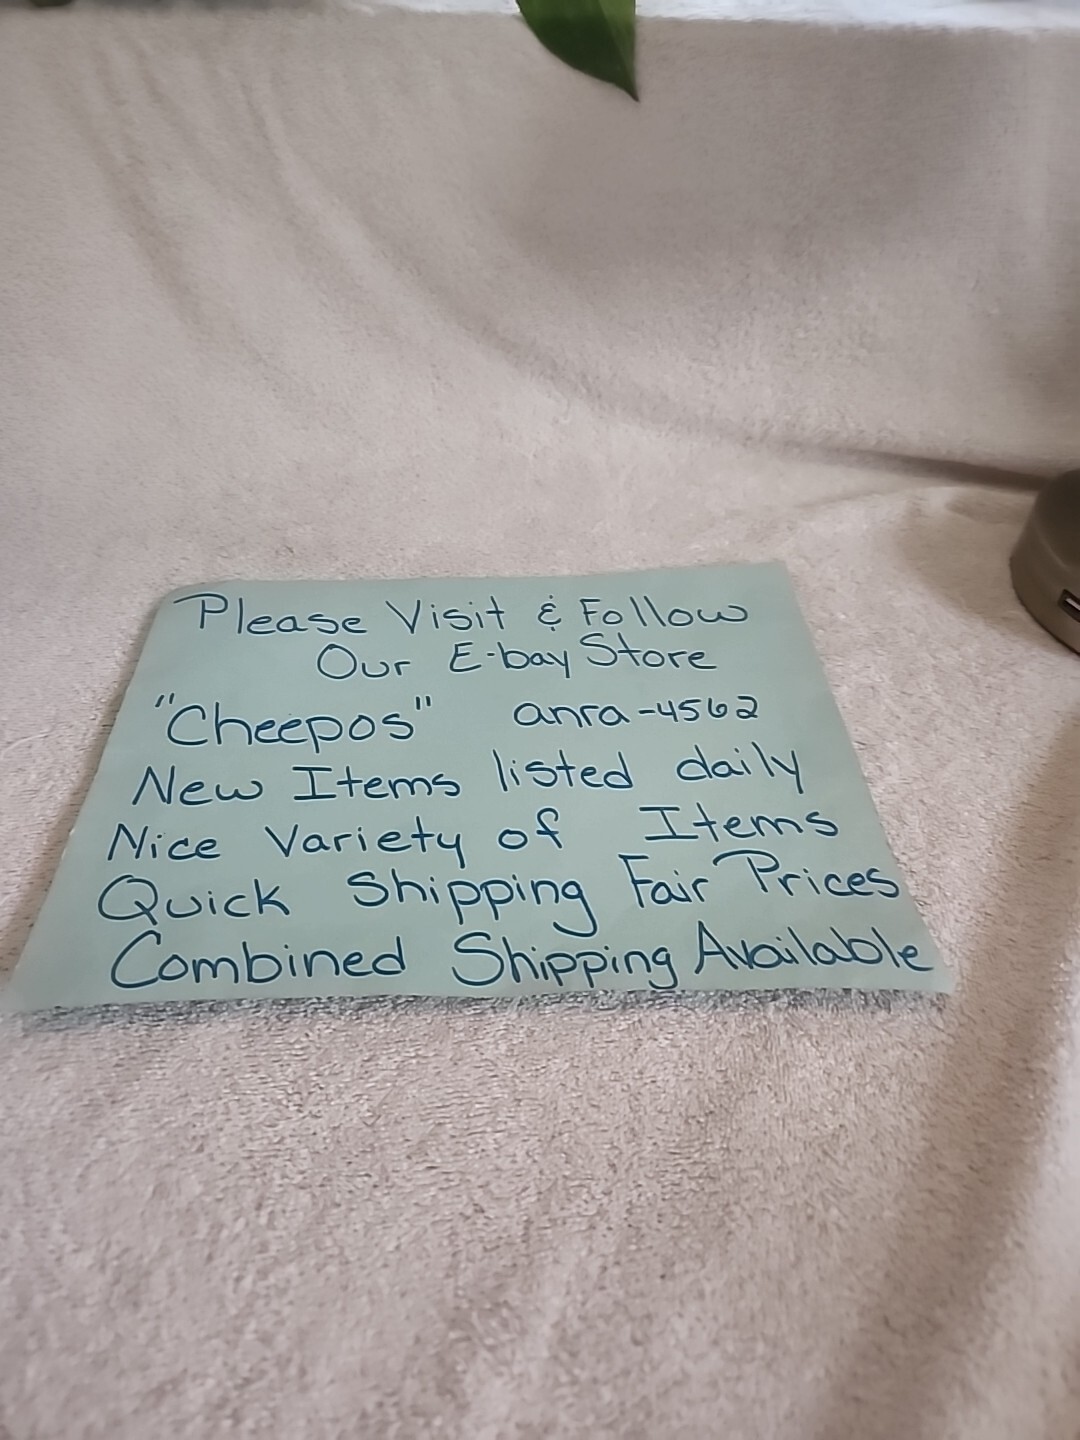 Please Visit & Follow
Our E-bay Store
"Cheepos" anra-4562
New Items listed daily
Nice Variety of Items
Quick Shipping Fair Prices
Combined Shipping Available